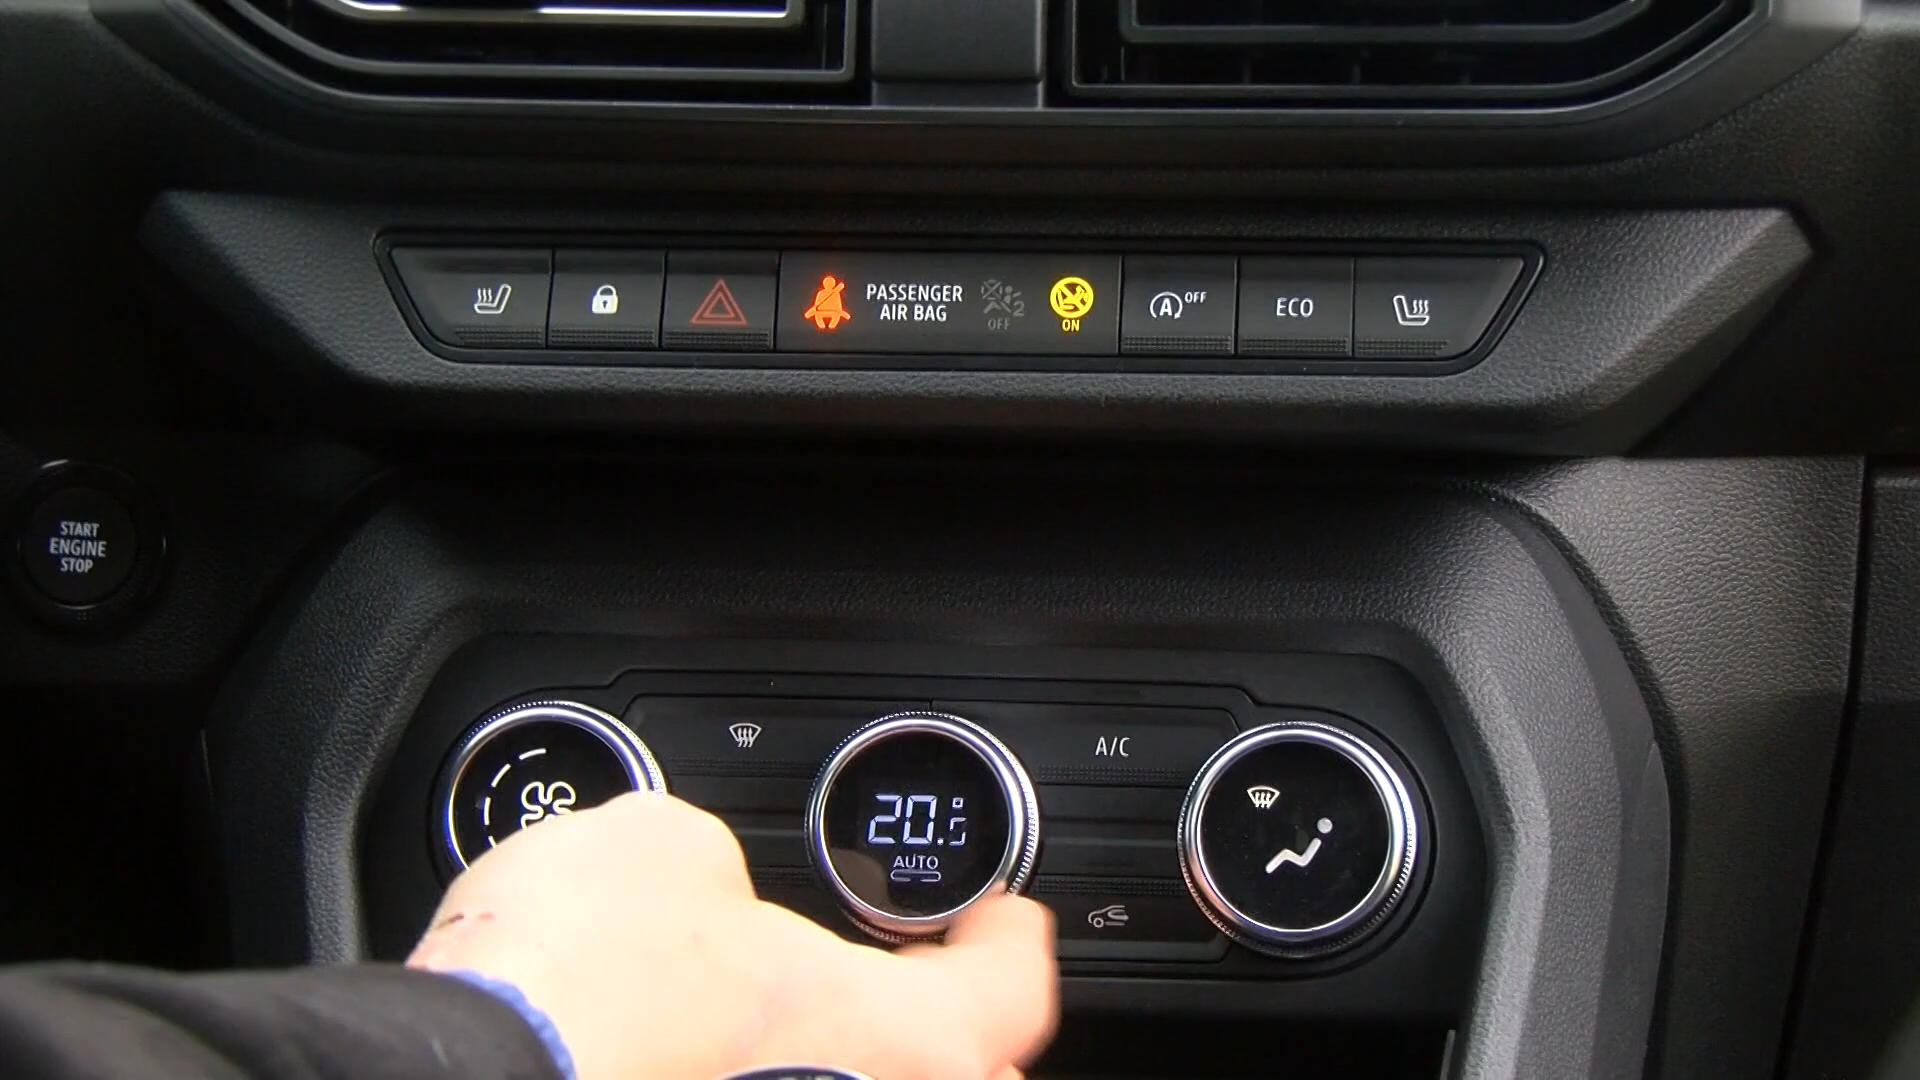 PASSENGER
AIR BAG
OFF
ON
A OFF
ECO
START
ENGINE
STOP
A/C
20.5°
AUTO